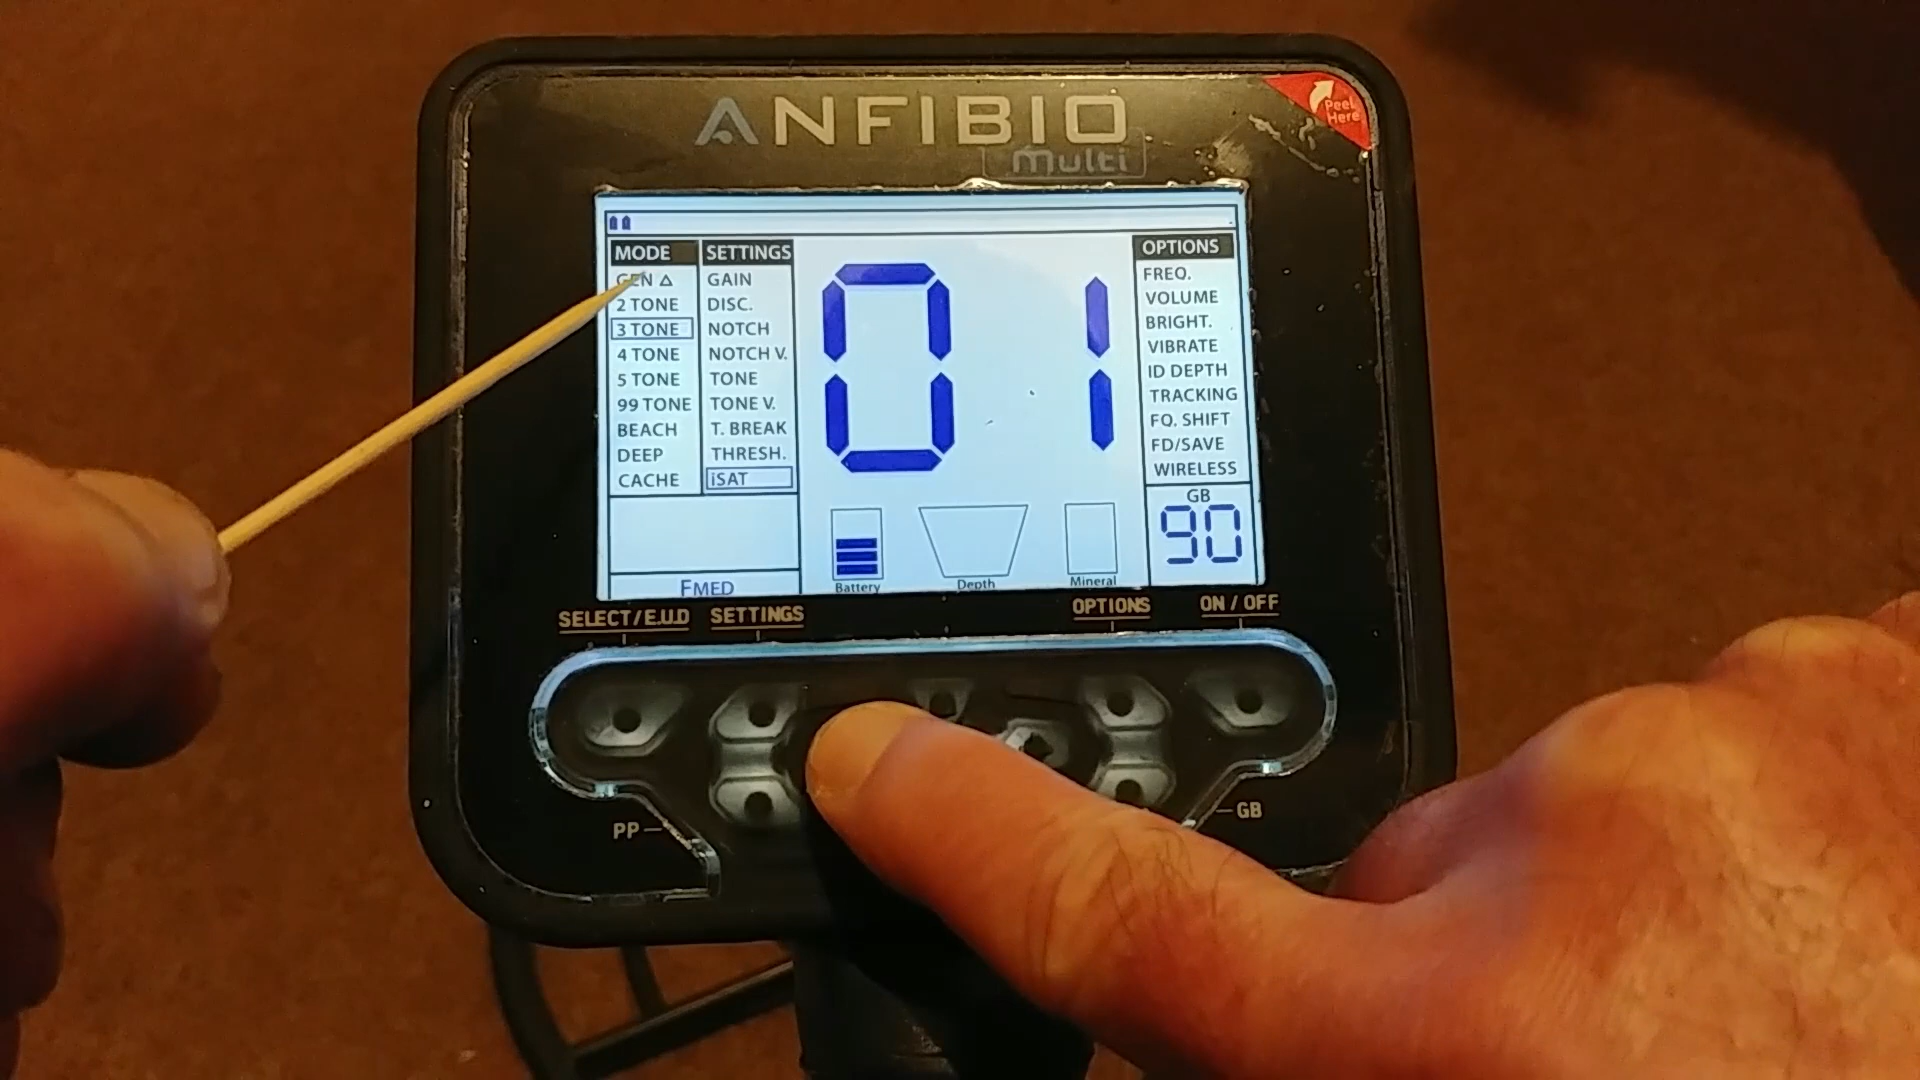 ANFIBIO
multi
Peel
Here
MODE
GEN Δ
2 TONE
3 TONE
4 TONE
5 TONE
99 TONE
BEACH
DEEP
CACHE
SETTINGS
GAIN
DISC.
NOTCH
NOTCH V.
TONE
TONE V.
T. BREAK
THRESH.
iSAT
01
OPTIONS
FREQ.
VOLUME
BRIGHT.
VIBRATE
ID DEPTH
TRACKING
FQ. SHIFT
FD/SAVE
WIRELESS
GB
90
FMED
Battery
Depth
Mineral
SELECT/E.U.D
SETTINGS
OPTIONS
ON / OFF
PP
GB